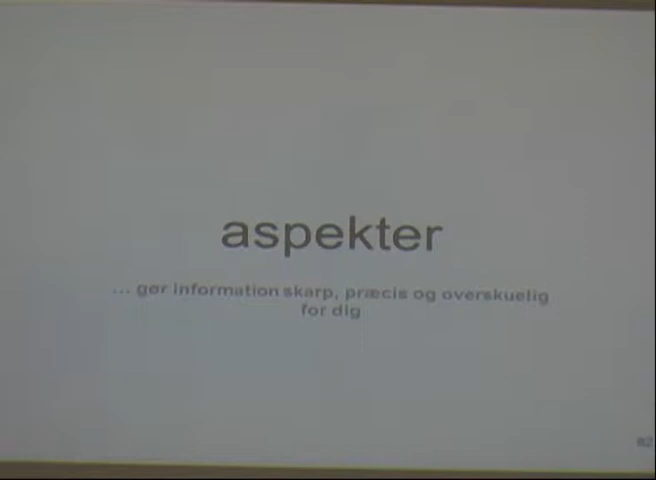 aspekter
... gør information skarp, præcis og overskuelig
for dig